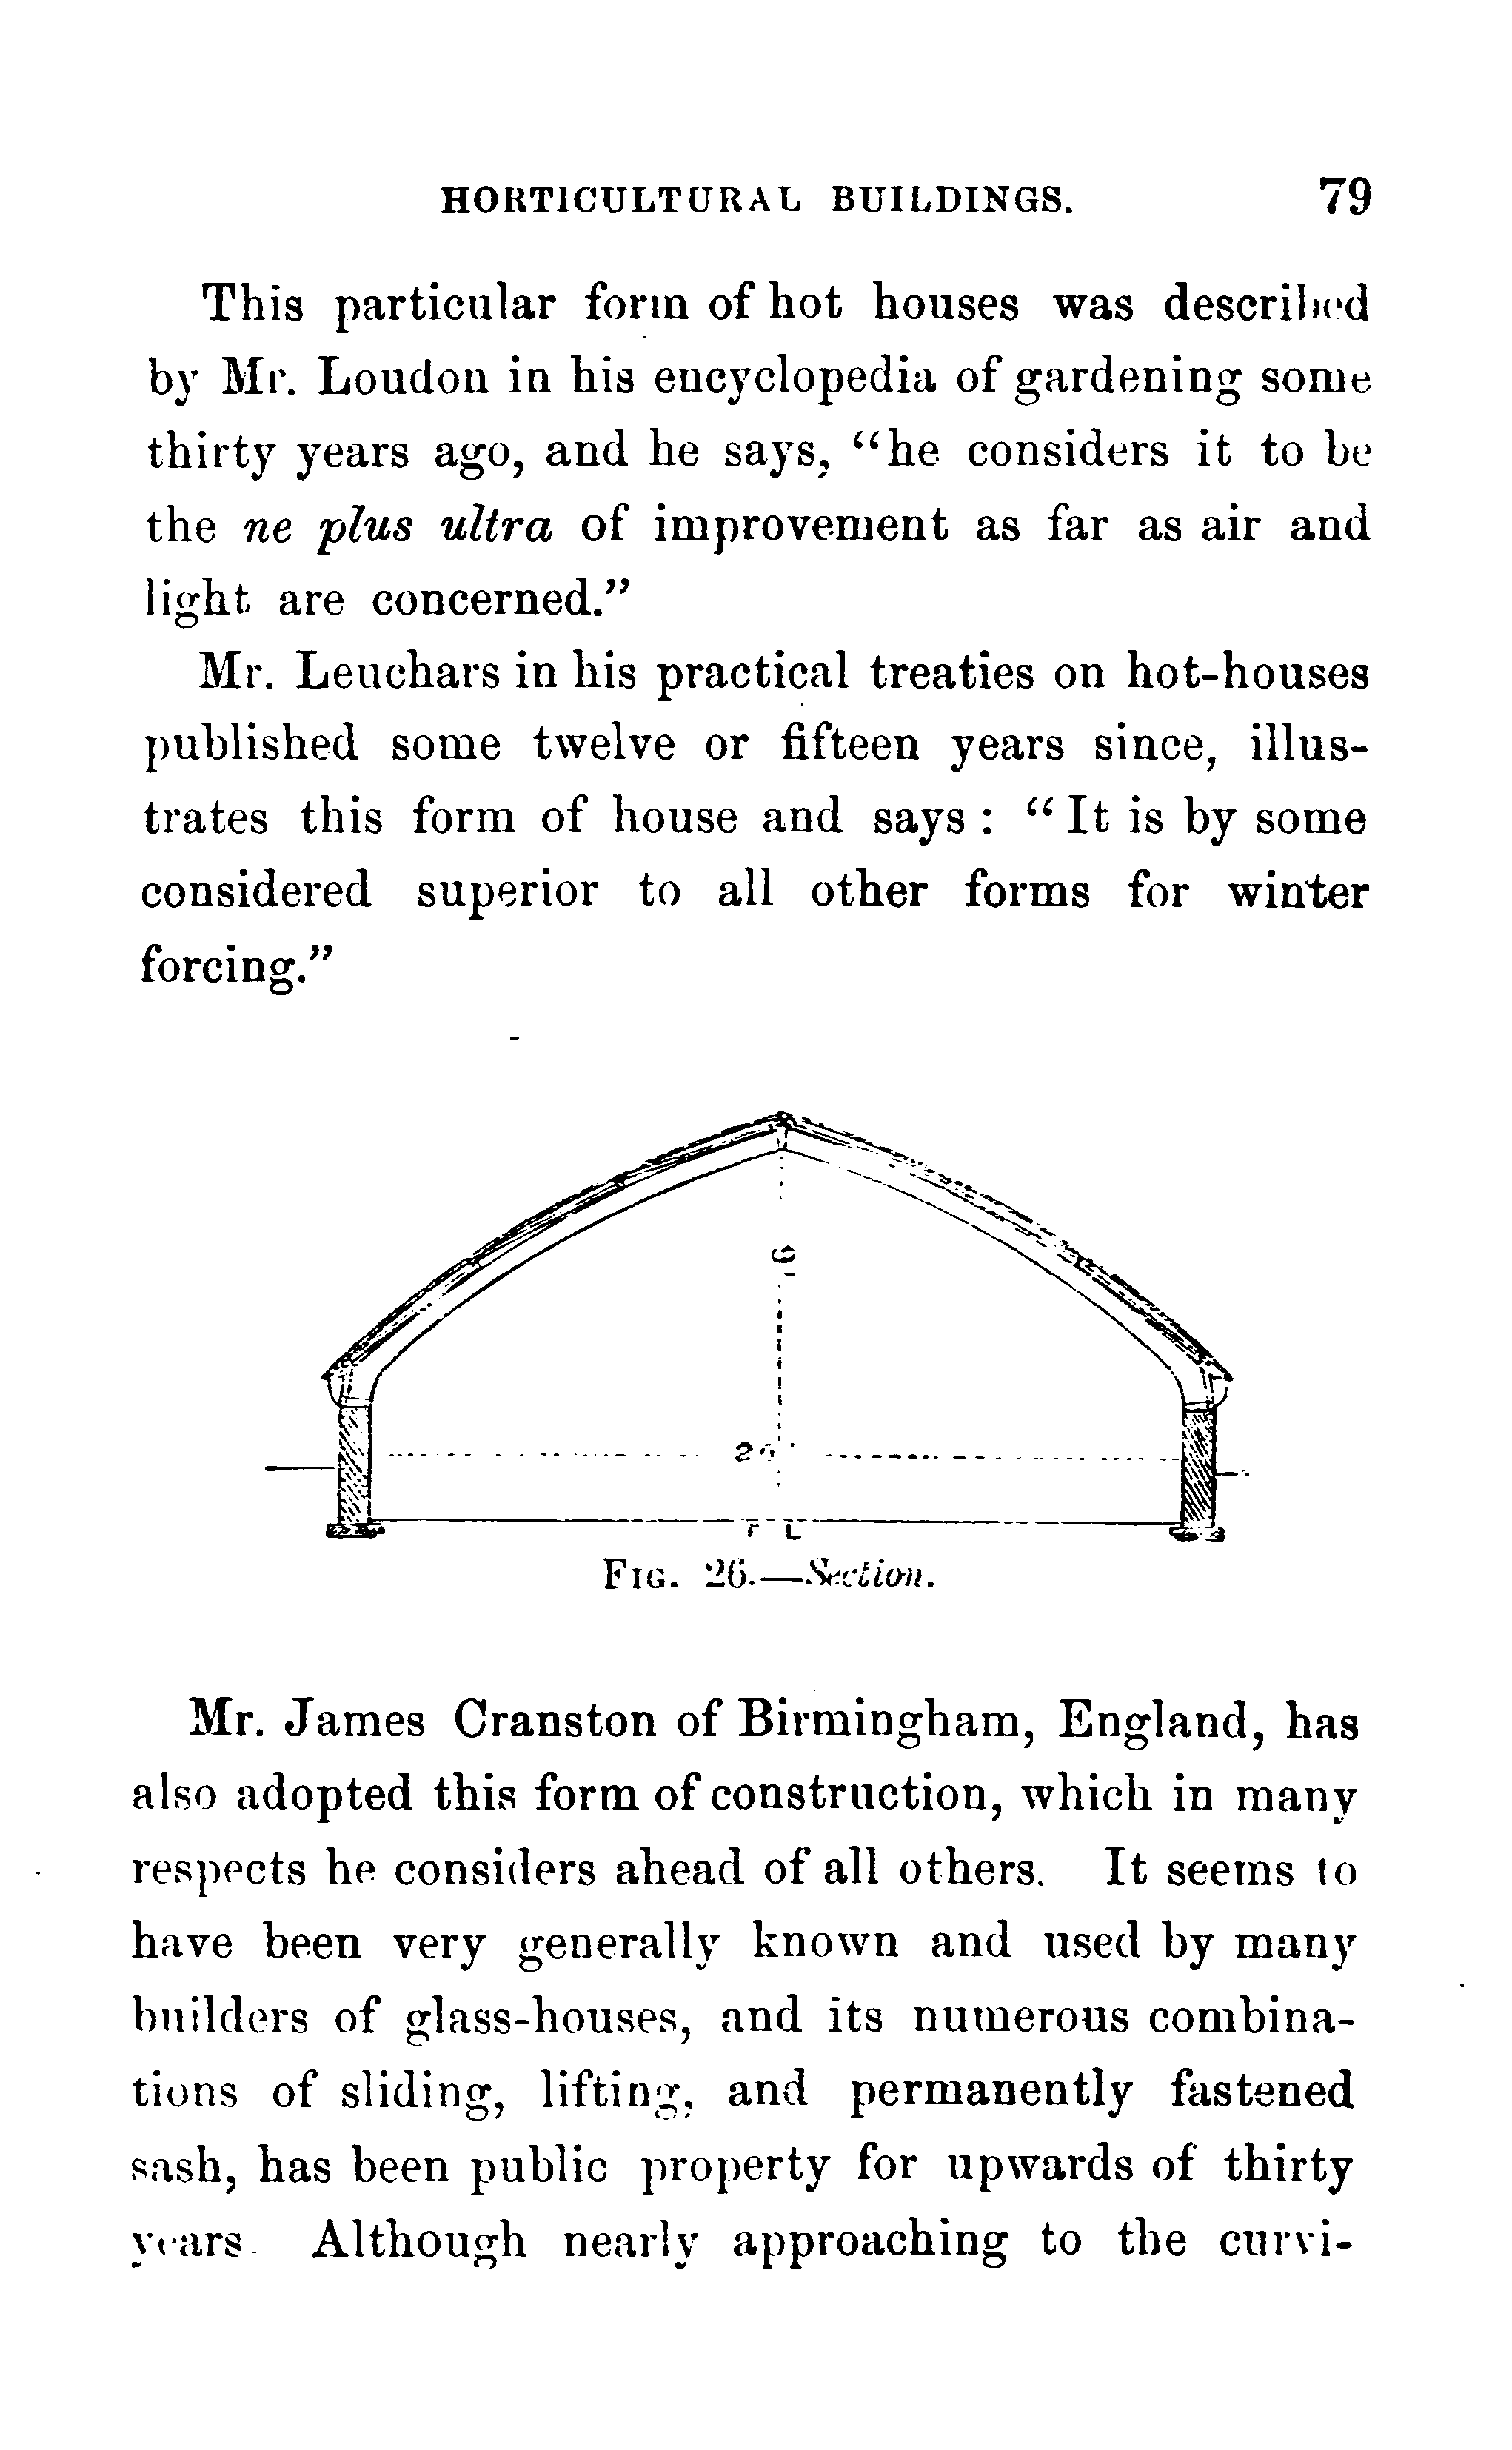 HORTICULTURAL BUILDINGS. 79
This particular form of hot houses was described
by Mr. Loudon in his encyclopedia of gardening some
thirty years ago, and he says, “he considers it to be
the ne plus ultra of improvement as far as air and
light are concerned.”
Mr. Leuchars in his practical treaties on hot-houses
published some twelve or fifteen years since, illus-
trates this form of house and says : “ It is by some
considered superior to all other forms for winter
forcing.”
FIG. 26.—Section.
Mr. James Cranston of Birmingham, England, has
also adopted this form of construction, which in many
respects he considers ahead of all others. It seems to
have been very generally known and used by many
builders of glass-houses, and its numerous combina-
tions of sliding, lifting, and permanently fastened
sash, has been public property for upwards of thirty
years. Although nearly approaching to the curvi-